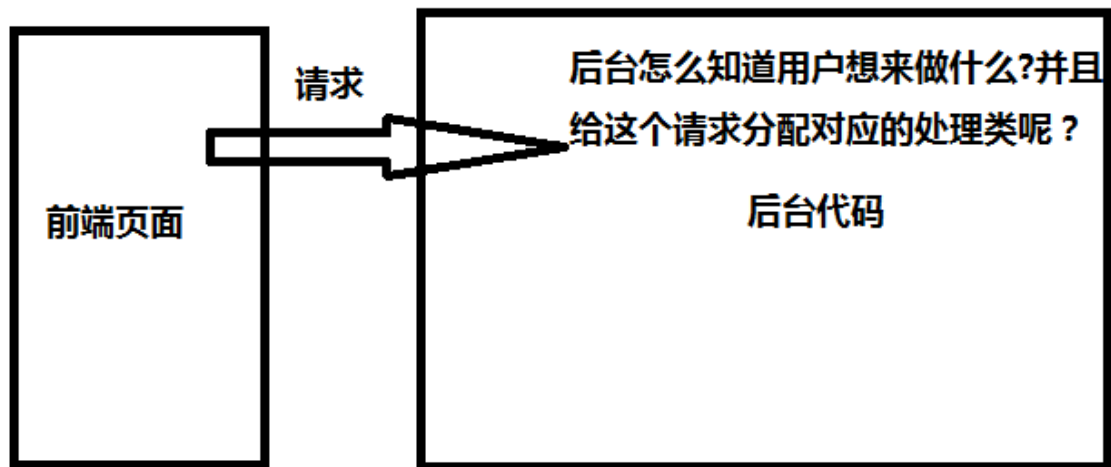 请求
后台怎么知道用户想来做什么?并且
给这个请求分配对应的处理类呢？
前端页面
后台代码